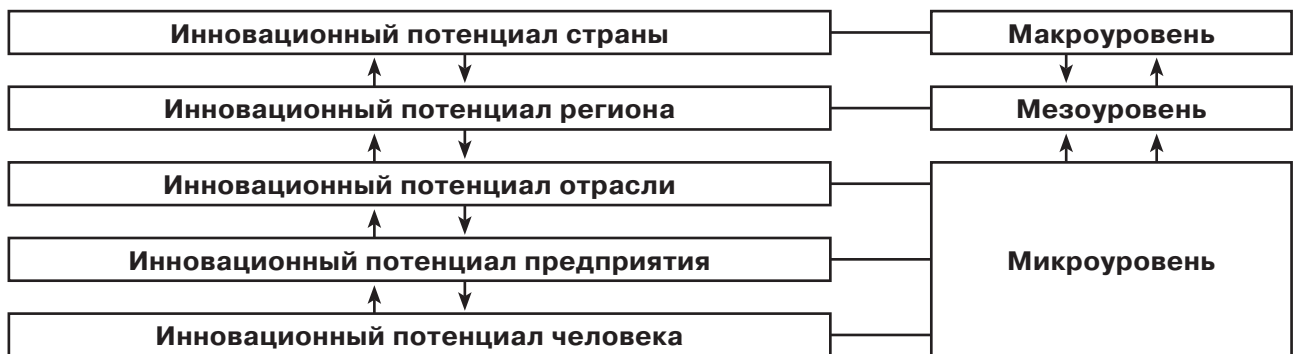 Инновационный потенциал страны
Макроуровень
Инновационный потенциал региона
Мезоуровень
Инновационный потенциал отрасли
Инновационный потенциал предприятия
Микроуровень
Инновационный потенциал человека